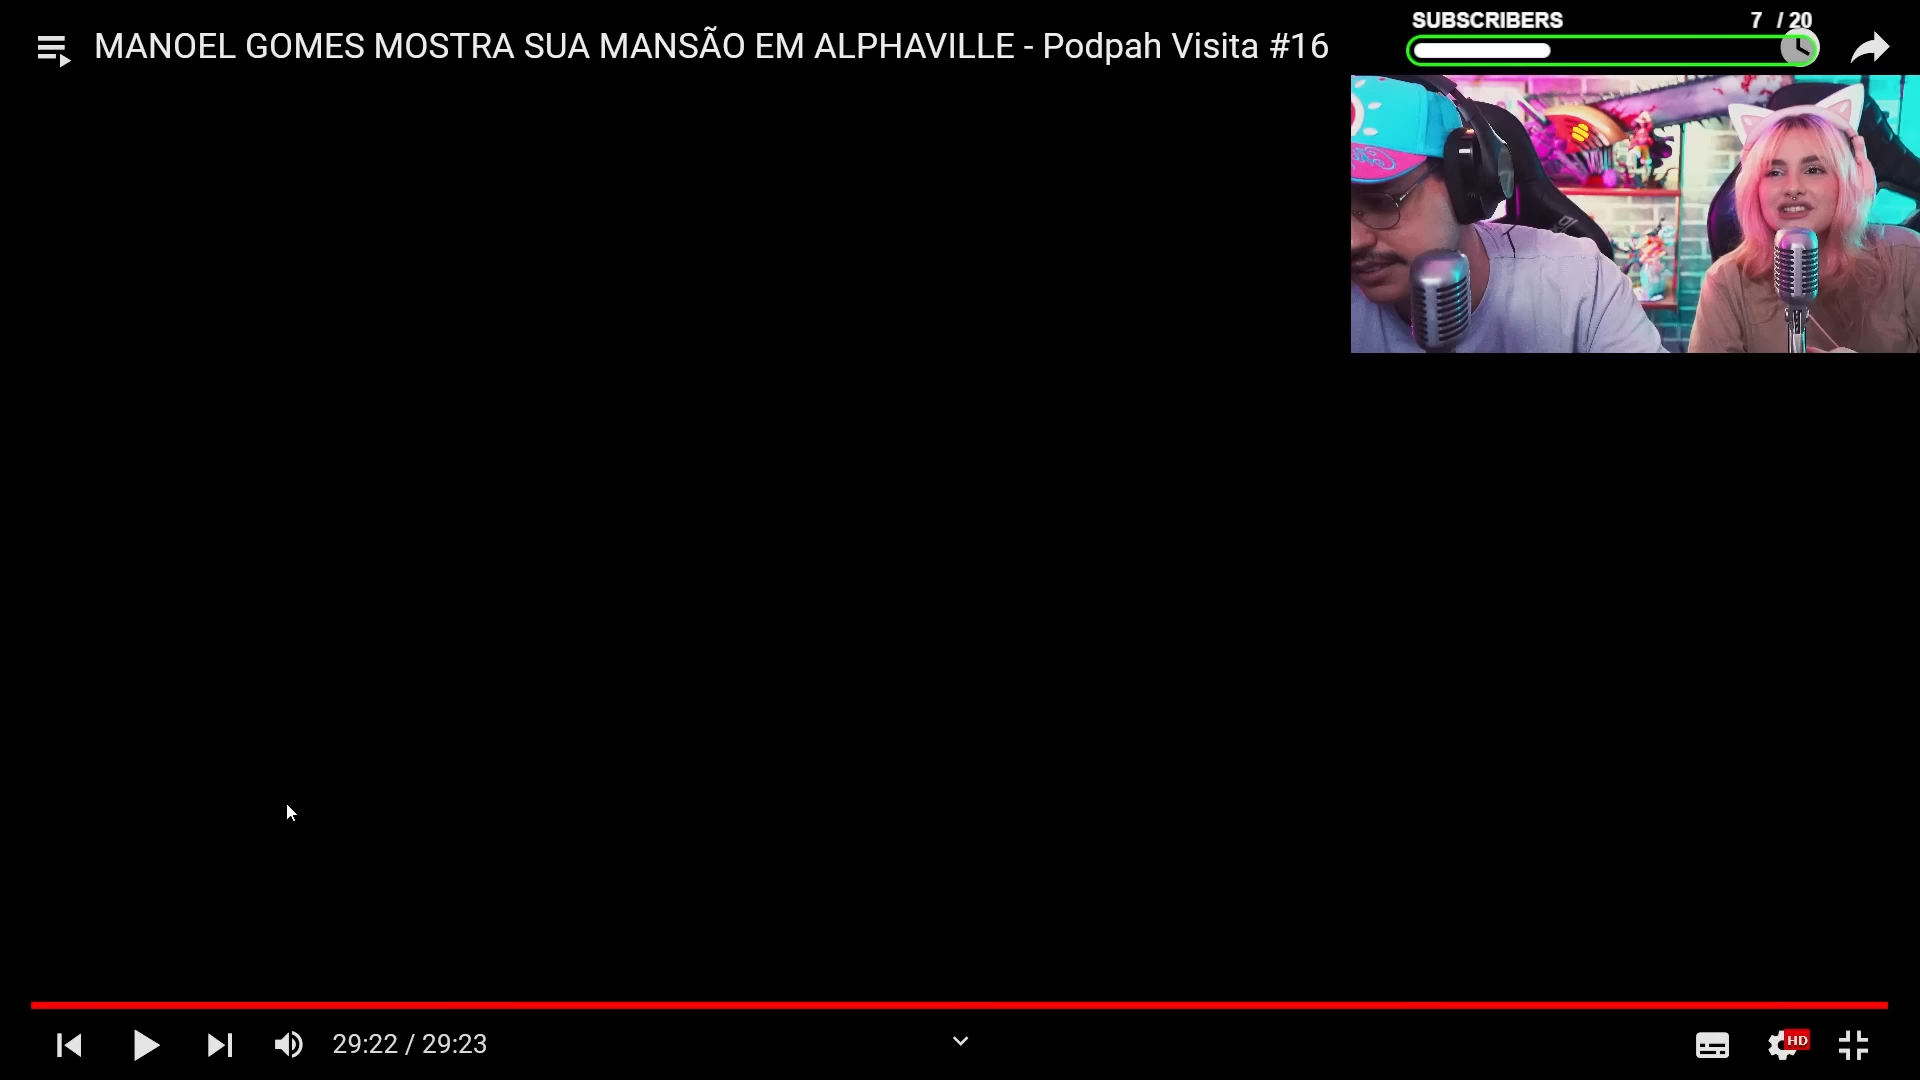 MANOEL GOMES MOSTRA SUA MANSÃO EM ALPHAVILLE - Podpah Visita #16
SUBSCRIBERS 7 / 20
29:22 / 29:23
HD